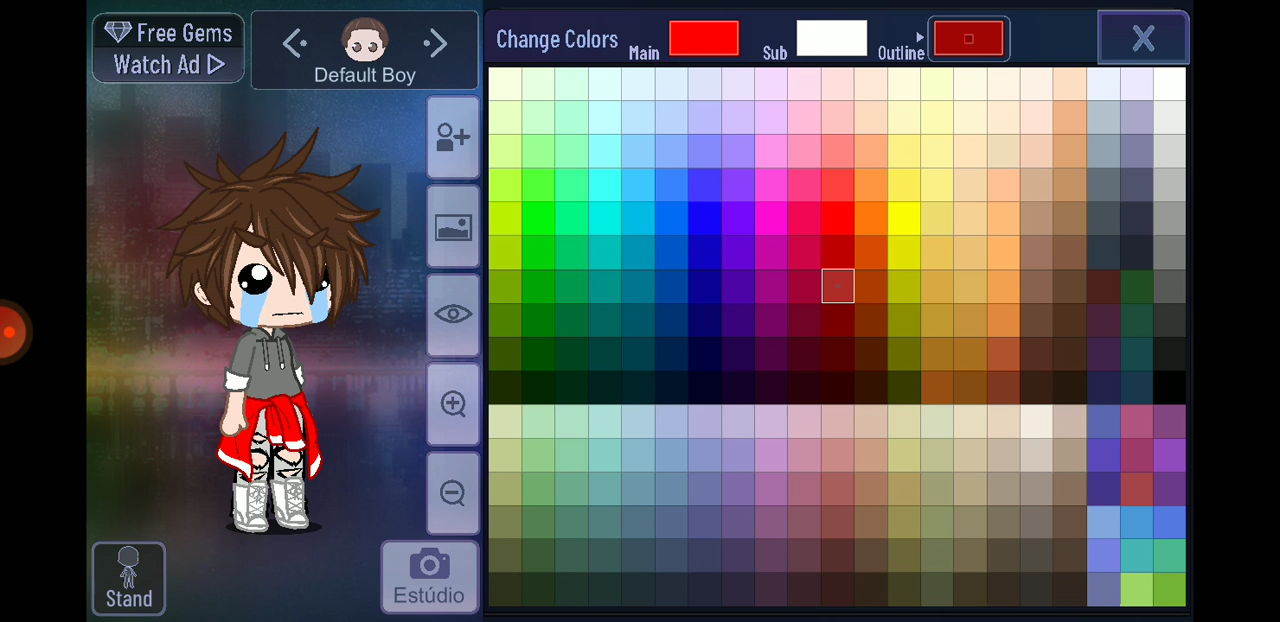 Free Gems
Watch Ad
Default Boy
Change Colors
Main
Sub
Outline
X
Stand
Estúdio